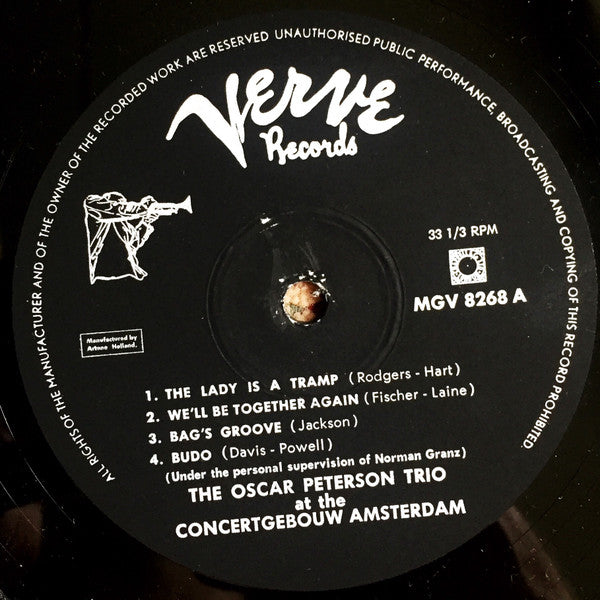 ALL RIGHTS OF THE MANUFACTURER AND OF THE OWNER OF THE RECORDED WORK ARE RESERVED UNAUTHORISED PUBLIC PERFORMANCE, BROADCASTING AND COPYING OF THIS RECORD PROHIBITED
Verve
Records
33 1/3 RPM
MGV 8268 A
Manufactured by
Artone Holland.
1. THE LADY IS A TRAMP (Rodgers - Hart)
2. WE'LL BE TOGETHER AGAIN (Fischer - Laine)
3. BAG'S GROOVE (Jackson)
4. BUDO (Davis - Powell)
(Under the personal supervision of Norman Granz)
THE OSCAR PETERSON TRIO
at the
CONCERTGEBOUW AMSTERDAM